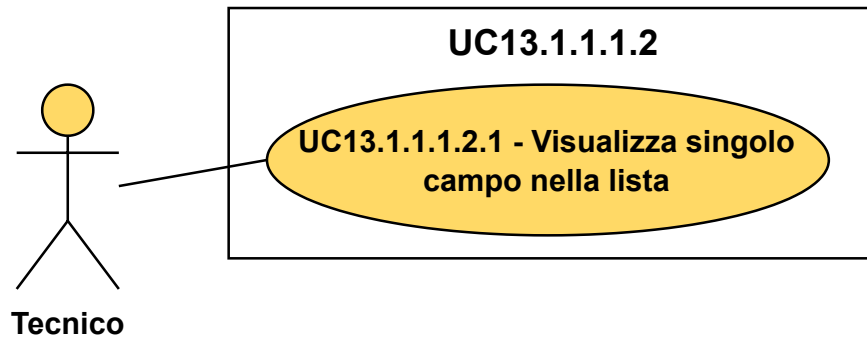 UC13.1.1.1.2
UC13.1.1.1.2.1 - Visualizza singolo
campo nella lista
Tecnico